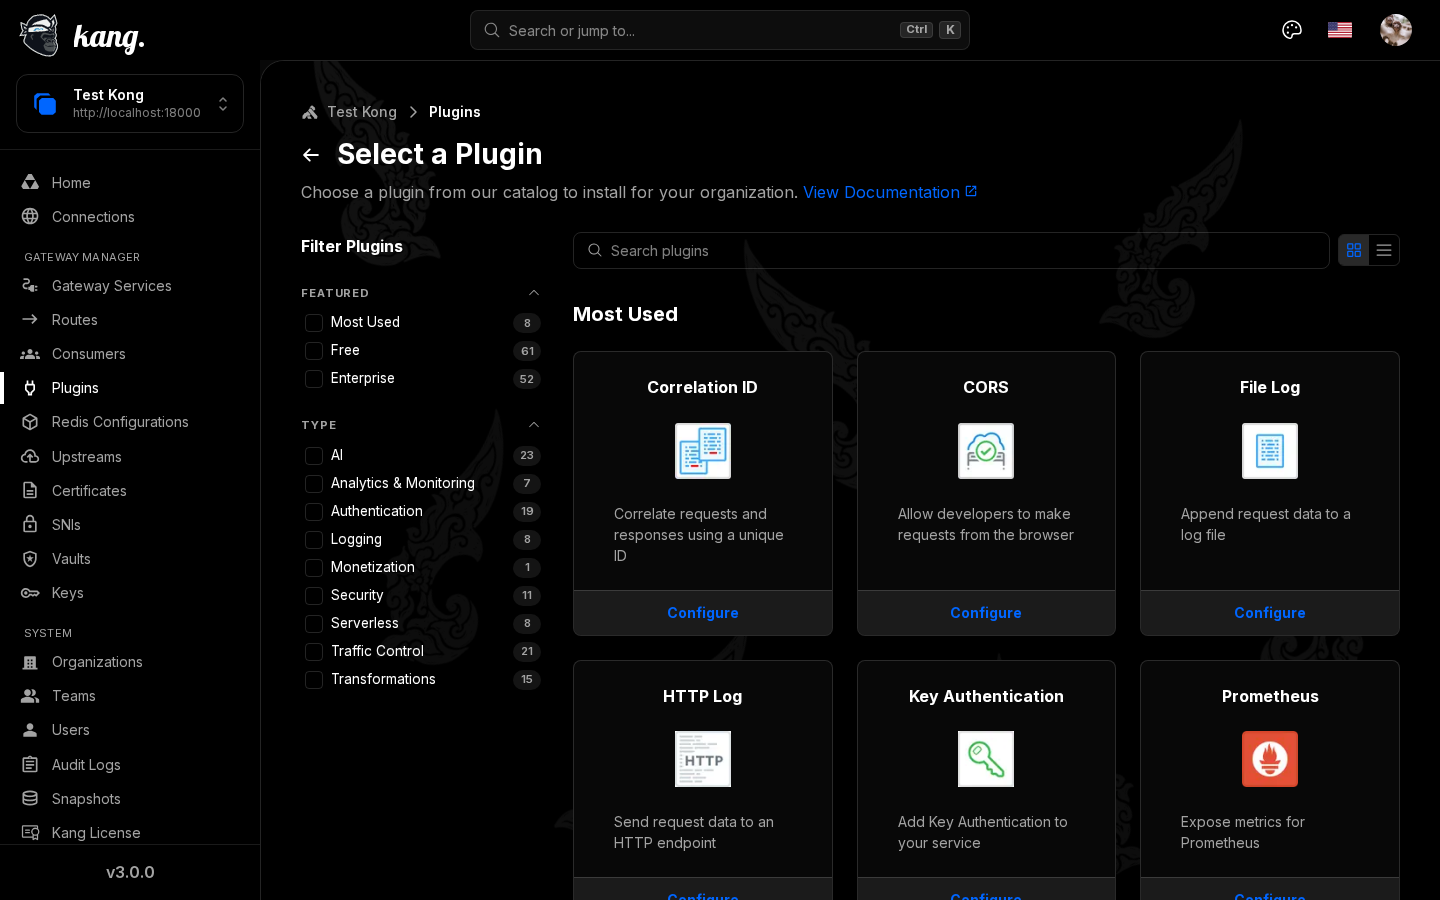 kang.
Search or jump to...
Ctrl
K
Test Kong
http://localhost:18000
Home
Connections
GATEWAY MANAGER
Gateway Services
Routes
Consumers
Plugins
Redis Configurations
Upstreams
Certificates
SNIs
Vaults
Keys
SYSTEM
Organizations
Teams
Users
Audit Logs
Snapshots
Kang License
v3.0.0
Test Kong
Plugins
Select a Plugin
Choose a plugin from our catalog to install for your organization. View Documentation
Filter Plugins
FEATURED
Most Used 8
Free 61
Enterprise 52
TYPE
AI 23
Analytics & Monitoring 7
Authentication 19
Logging 8
Monetization 1
Security 11
Serverless 8
Traffic Control 21
Transformations 15
Search plugins
Most Used
Correlation ID
Correlate requests and
responses using a unique
ID
Configure
CORS
Allow developers to make
requests from the browser
Configure
File Log
Append request data to a
log file
Configure
HTTP Log
HTTP
Send request data to an
HTTP endpoint
Configure
Key Authentication
Add Key Authentication to
your service
Configure
Prometheus
Expose metrics for
Prometheus
Configure